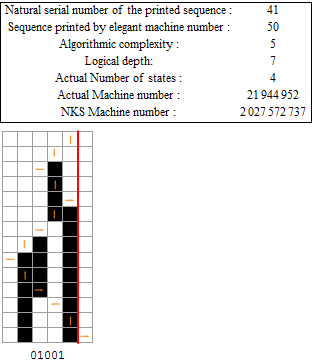 Natural serial number of the printed sequence : 41
Sequence printed by elegant machine number : 50
Algorithmic complexity : 5
Logical depth: 7
Actual Number of states : 4
Actual Machine number : 21 944 952
NKS Machine number : 2 027 572 737
01001